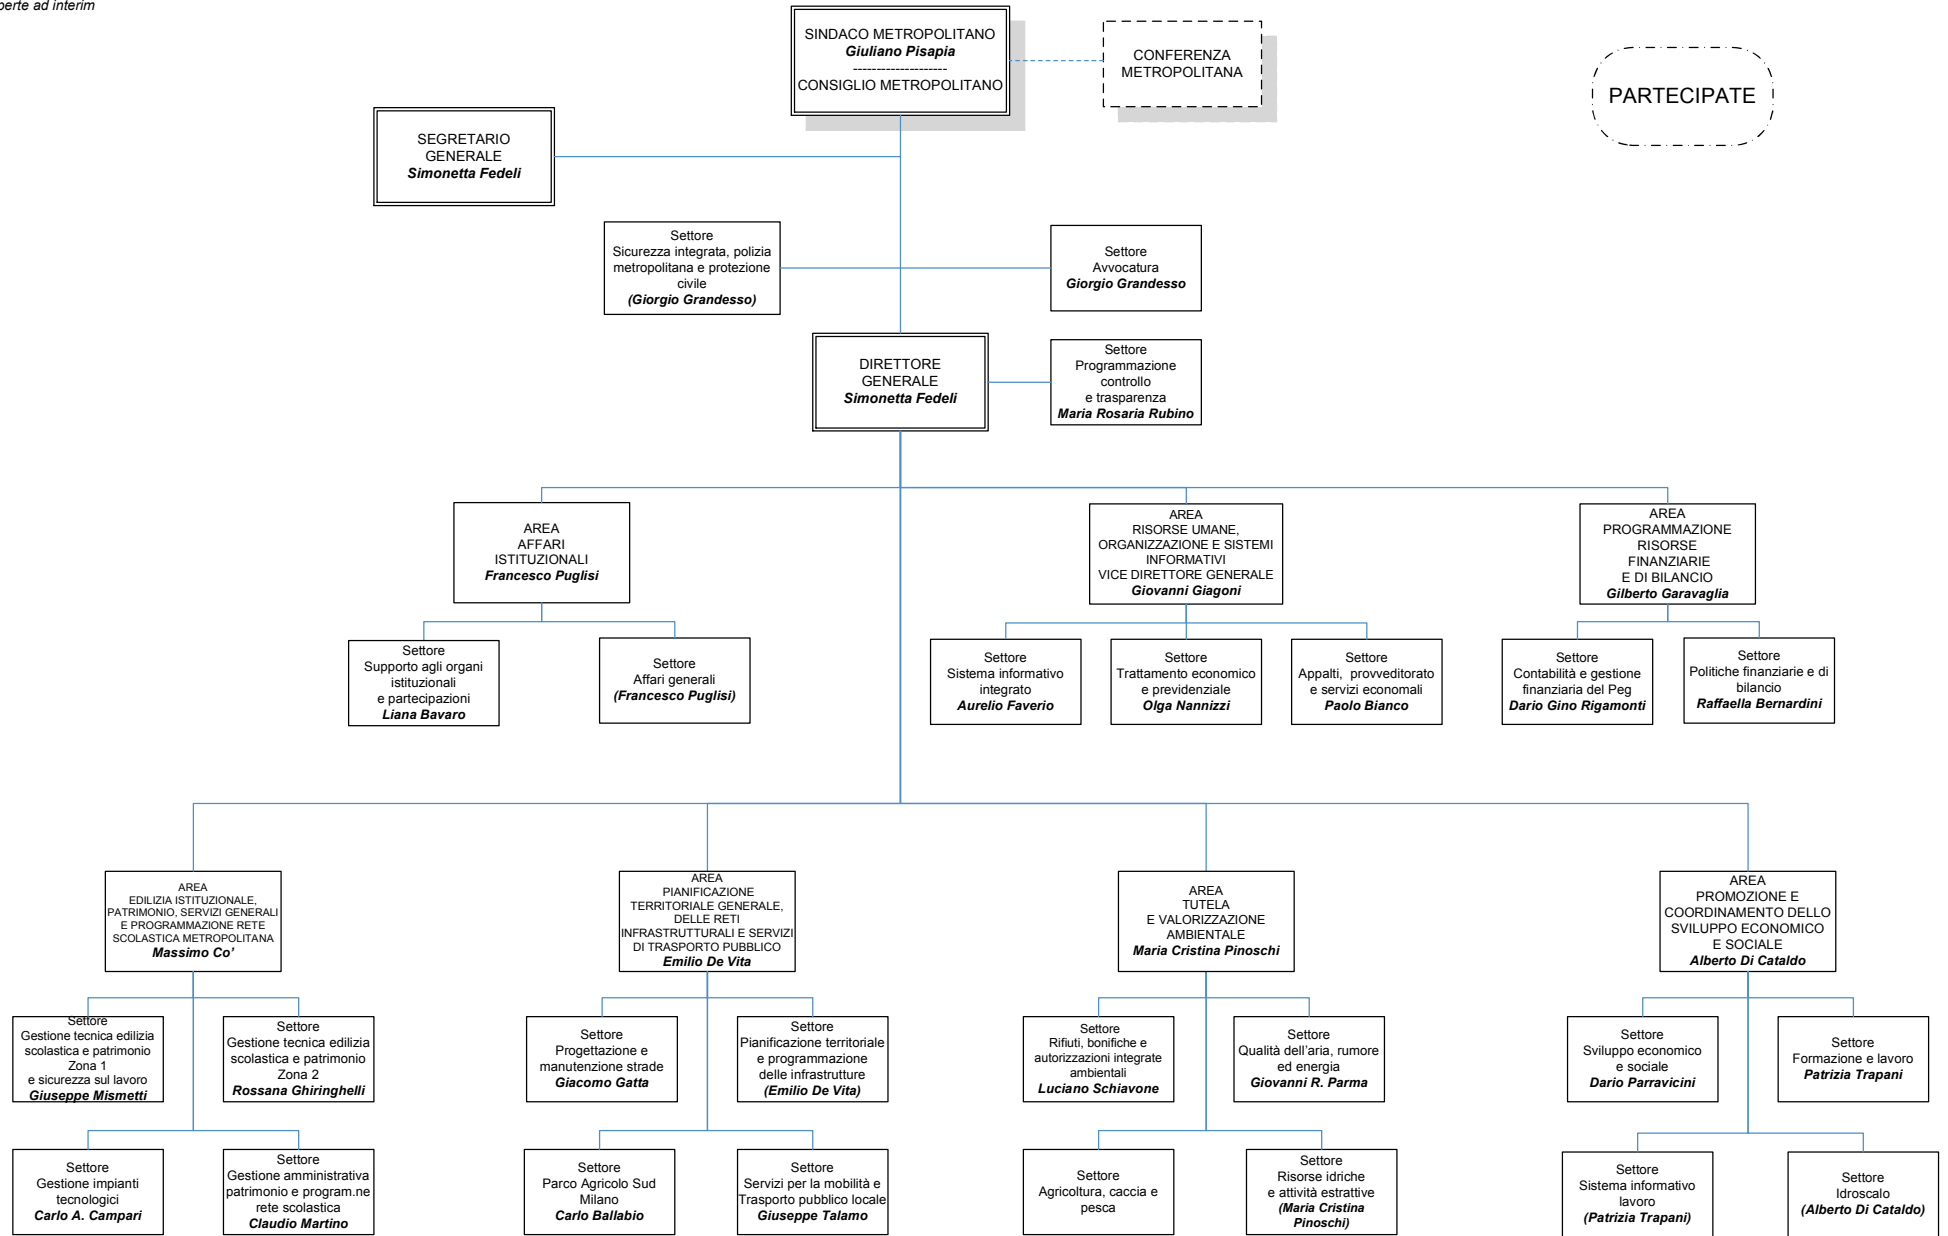 perte ad interim
SINDACO METROPOLITANO
Giuliano Pisapia
--------------------
CONSIGLIO METROPOLITANO
CONFERENZA
METROPOLITANA
PARTECIPATE
SEGRETARIO
GENERALE
Simonetta Fedeli
Settore
Sicurezza integrata, polizia
metropolitana e protezione
civile
(Giorgio Grandesso)
Settore
Avvocatura
Giorgio Grandesso
DIRETTORE
GENERALE
Simonetta Fedeli
Settore
Programmazione
controllo
e trasparenza
Maria Rosaria Rubino
AREA
AFFARI
ISTITUZIONALI
Francesco Puglisi
AREA
RISORSE UMANE,
ORGANIZZAZIONE E SISTEMI
INFORMATIVI
VICE DIRETTORE GENERALE
Giovanni Giagoni
AREA
PROGRAMMAZIONE
RISORSE
FINANZIARIE
E DI BILANCIO
Gilberto Garavaglia
Settore
Supporto agli organi
istituzionali
e partecipazioni
Liana Bavaro
Settore
Affari generali
(Francesco Puglisi)
Settore
Sistema informativo
integrato
Aurelio Faverio
Settore
Trattamento economico
e previdenziale
Olga Nannizzi
Settore
Appalti, provveditorato
e servizi economali
Paolo Bianco
Settore
Contabilità e gestione
finanziaria del Peg
Dario Gino Rigamonti
Settore
Politiche finanziarie e di
bilancio
Raffaella Bernardini
AREA
EDILIZIA ISTITUZIONALE,
PATRIMONIO, SERVIZI GENERALI
E PROGRAMMAZIONE RETE
SCOLASTICA METROPOLITANA
Massimo Co'
AREA
PIANIFICAZIONE
TERRITORIALE GENERALE,
DELLE RETI
INFRASTRUTTURALI E SERVIZI
DI TRASPORTO PUBBLICO
Emilio De Vita
AREA
TUTELA
E VALORIZZAZIONE
AMBIENTALE
Maria Cristina Pinoschi
AREA
PROMOZIONE E
COORDINAMENTO DELLO
SVILUPPO ECONOMICO
E SOCIALE
Alberto Di Cataldo
Settore
Gestione tecnica edilizia
scolastica e patrimonio
Zona 1
e sicurezza sul lavoro
Giuseppe Mismetti
Settore
Gestione tecnica edilizia
scolastica e patrimonio
Zona 2
Rossana Ghiringhelli
Settore
Progettazione e
manutenzione strade
Giacomo Gatta
Settore
Pianificazione territoriale
e programmazione
delle infrastrutture
(Emilio De Vita)
Settore
Rifiuti, bonifiche e
autorizzazioni integrate
ambientali
Luciano Schiavone
Settore
Qualità dell'aria, rumore
ed energia
Giovanni R. Parma
Settore
Sviluppo economico
e sociale
Dario Parravicini
Settore
Formazione e lavoro
Patrizia Trapani
Settore
Gestione impianti
tecnologici
Carlo A. Campari
Settore
Gestione amministrativa
patrimonio e program.ne
rete scolastica
Claudio Martino
Settore
Parco Agricolo Sud
Milano
Carlo Ballabio
Settore
Servizi per la mobilità e
Trasporto pubblico locale
Giuseppe Talamo
Settore
Agricoltura, caccia e
pesca
Settore
Risorse idriche
e attività estrattive
(Maria Cristina
Pinoschi)
Settore
Sistema informativo
lavoro
(Patrizia Trapani)
Settore
Idroscalo
(Alberto Di Cataldo)